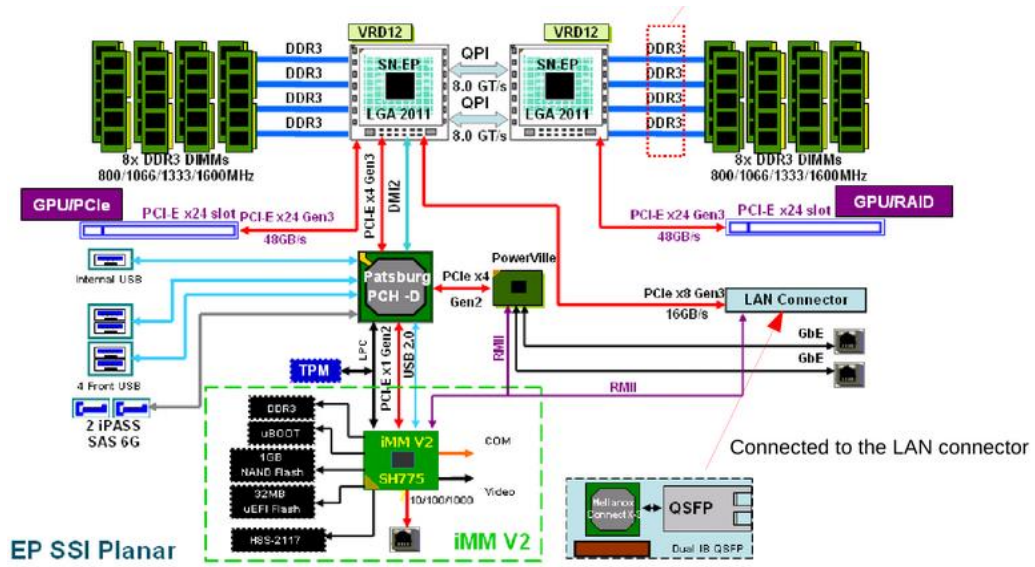 VRD12
VRD12
DDR3
DDR3
DDR3
DDR3
SN-EP
LGA 2011
QPI
8.0 GT/s
QPI
8.0 GT/s
SN-EP
LGA 2011
DDR3
DDR3
DDR3
DDR3
8x DDR3 DIMMs
800/1066/1333/1600MHz
8x DDR3 DIMMs
800/1066/1333/1600MHz
GPU/PCIe
PCI-E x24 slot
PCI-E x24 Gen3
48GB/s
PCI-E x4 Gen3
DMI2
PCI-E x24 Gen3
48GB/s
PCI-E x24 slot
GPU/RAID
Internal USB
Patsburg
PCH -D
PCIe x4
Gen2
PowerVille
PCIe x8 Gen3
16GB/s
LAN Connector
GbE
GbE
4 Front USB
2 iPASS
SAS 6G
TPM
LPC
PCI-E x1 Gen2
USB 2.0
RMII
RMII
DDR3
uBOOT
1GB
NAND Flash
32MB
uEFI Flash
H8S-2117
iMM V2
SH775
COM
Video
10/100/1000
iMM V2
EP SSI Planar
Connected to the LAN connector
Mellanox
Connect X-3
QSFP
Dual IB QSFP